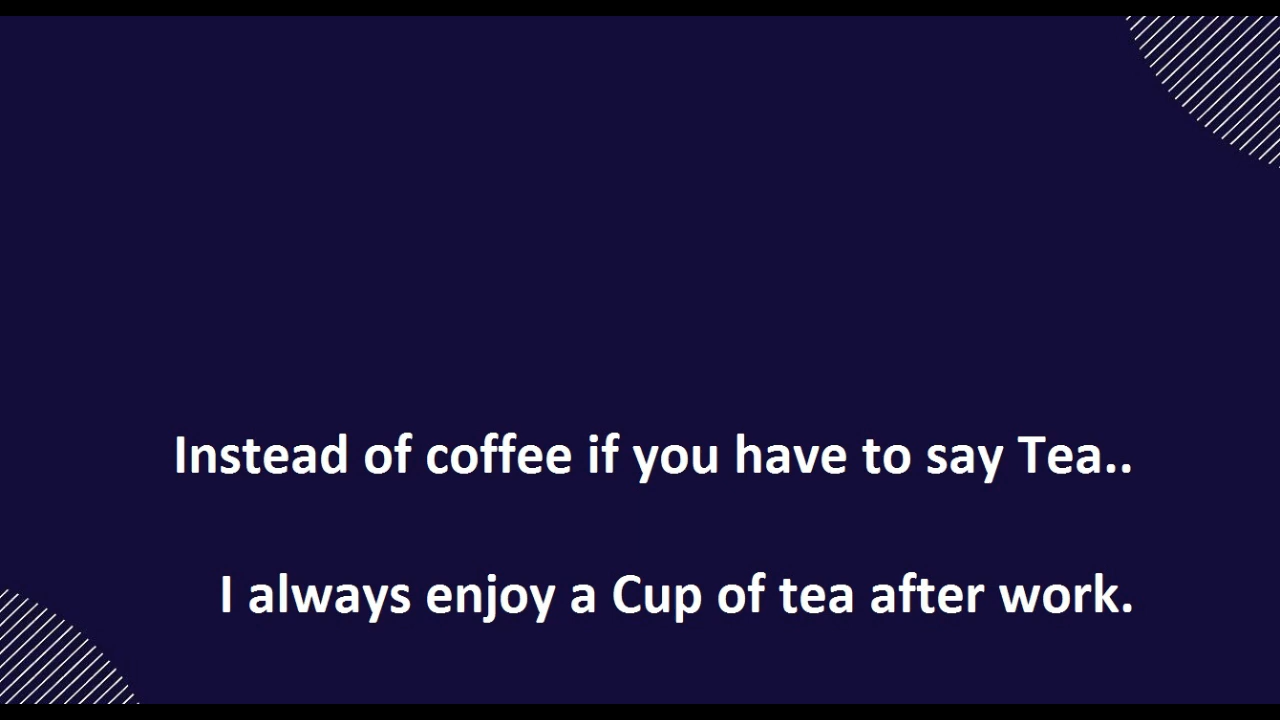 Instead of coffee if you have to say Tea..
I always enjoy a Cup of tea after work.